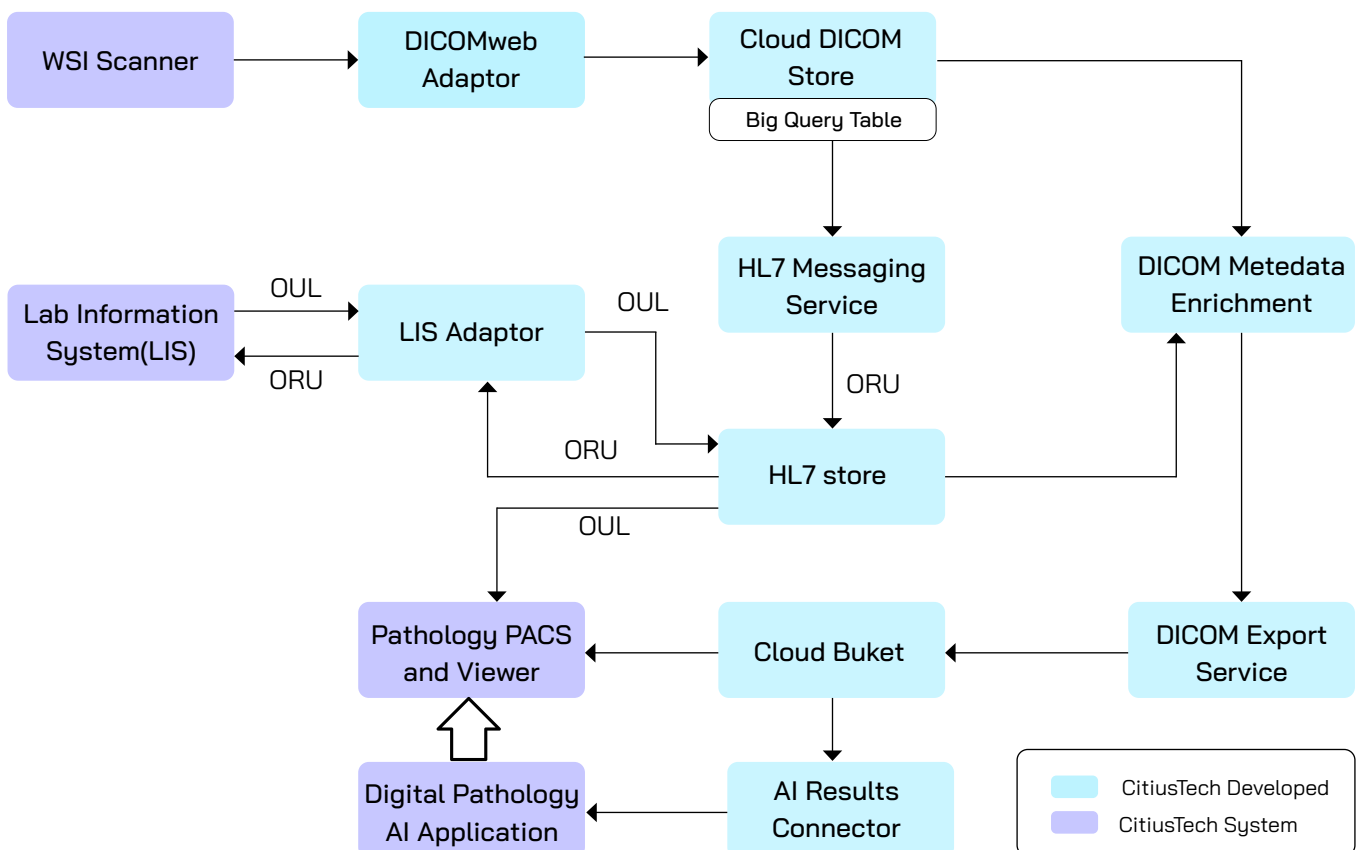 WSI Scanner
DICOMweb
Adaptor
Cloud DICOM
Store
Big Query Table
Lab Information
System(LIS)
OUL
ORU
LIS Adaptor
OUL
HL7 Messaging
Service
DICOM Metedata
Enrichment
ORU
ORU
HL7 store
OUL
Pathology PACS
and Viewer
Cloud Buket
DICOM Export
Service
Digital Pathology
AI Application
AI Results
Connector
CitiusTech Developed
CitiusTech System